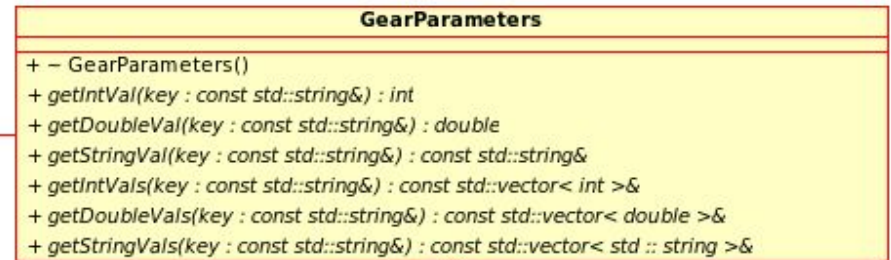 GearParameters
+ ~ GearParameters()
+ getIntVal(key : const std::string&) : int
+ getDoubleVal(key : const std::string&) : double
+ getStringVal(key : const std::string&) : const std::string&
+ getIntVals(key : const std::string&) : const std::vector< int >&
+ getDoubleVals(key : const std::string&) : const std::vector< double >&
+ getStringVals(key : const std::string&) : const std::vector< std :: string >&